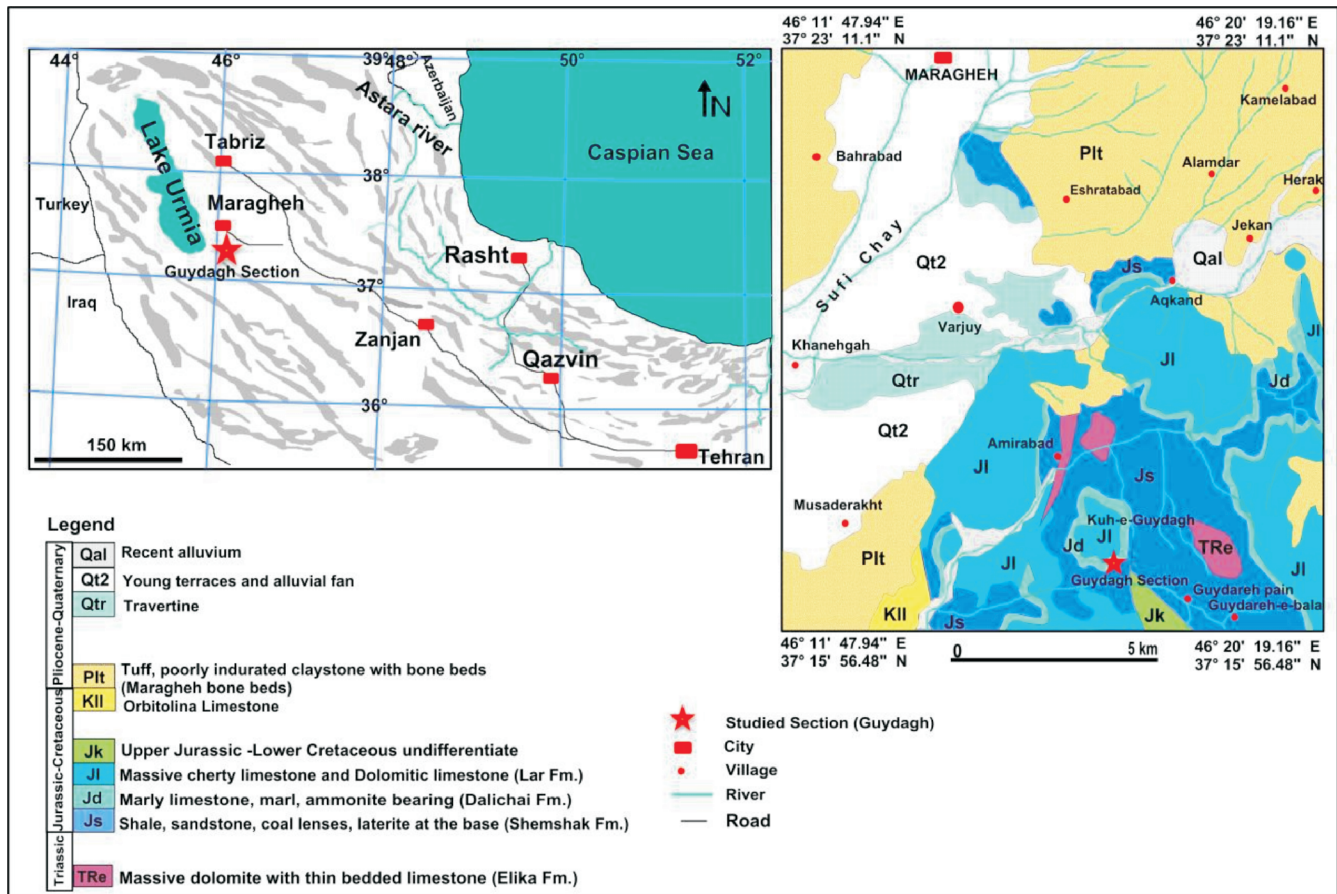 44°
46°
39°
48°
50°
52°
Azerbaijan
Astara river
N
Caspian Sea
Lake Urmia
Tabriz
38°
Turkey
Maragheh
Guydagh Section
Rasht
37°
Iraq
Zanjan
Qazvin
36°
150 km
Tehran
46° 11' 47.94" E
37° 23' 11.1" N
46° 20' 19.16" E
37° 23' 11.1" N
MARAGHEH
Kamelabad
Bahrabad
Plt
Alamdar
Eshratabad
Herak
Sufi Chay
Jekan
Qt2
Qal
Js
Aqkand
Varjuy
Khanehgah
Jl
Jl
Qtr
Jd
Qt2
Amirabad
Jl
Js
Musaderakht
Kuh-e-Guydagh
Jd
Jl
TRe
Plt
Jl
Guydagh Section
Jl
Guydareh pain
Guydareh-e-bala
Kll
Js
Jk
46° 11' 47.94" E
37° 15' 56.48" N
0
5 km
46° 20' 19.16" E
37° 15' 56.48" N
Legend
Pliocene-Quaternary
Qal Recent alluvium
Qt2 Young terraces and alluvial fan
Qtr Travertine
Plt Tuff, poorly indurated claystone with bone beds
(Maragheh bone beds)
Kll Orbitolina Limestone
Jurassic-Cretaceous
Jk Upper Jurassic -Lower Cretaceous undifferentiate
Jl Massive cherty limestone and Dolomitic limestone (Lar Fm.)
Jd Marly limestone, marl, ammonite bearing (Dalichai Fm.)
Js Shale, sandstone, coal lenses, laterite at the base (Shemshak Fm.)
Triassic
TRe Massive dolomite with thin bedded limestone (Elika Fm.)
Studied Section (Guydagh)
City
Village
River
Road